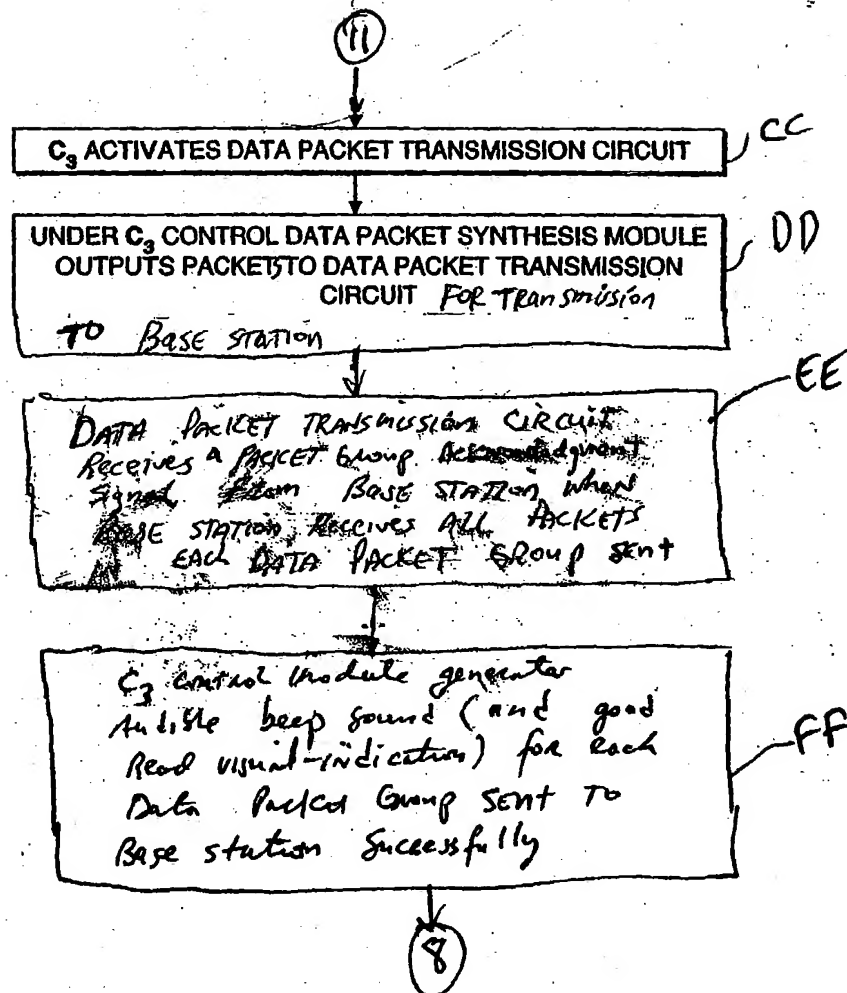 11
C₃ ACTIVATES DATA PACKET TRANSMISSION CIRCUIT
CC
UNDER C₃ CONTROL DATA PACKET SYNTHESIS MODULE
DD
OUTPUTS PACKETS TO DATA PACKET TRANSMISSION
CIRCUIT FOR Transmission
TO BASE STATION
EE
DATA PACKET TRANSMISSION CIRCUIT
Receives a PACKET Group Acknowledgment
Signal From BASE STATION when
BASE STATION Receives ALL PACKETS
EACH DATA PACKET GROUP Sent
C₃ control module generator
Audible beep sound (and good
Read visual-indication) for each
FF
Data Packet Group SENT TO
Base station Successfully
8